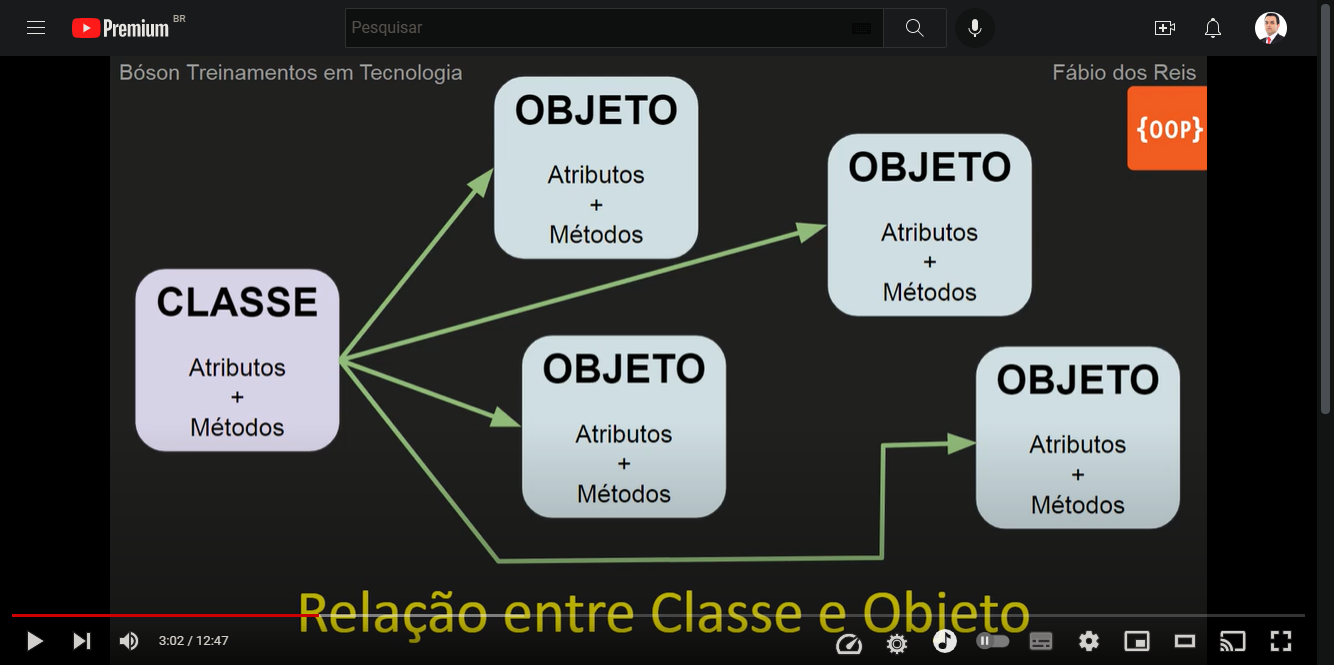 Premium BR
Pesquisar
Bóson Treinamentos em Tecnologia
Fábio dos Reis
{OOP}
OBJETO
Atributos
+
Métodos
OBJETO
Atributos
+
Métodos
CLASSE
Atributos
+
Métodos
OBJETO
Atributos
+
Métodos
OBJETO
Atributos
+
Métodos
Relação entre Classe e Objeto
3:02 / 12:47